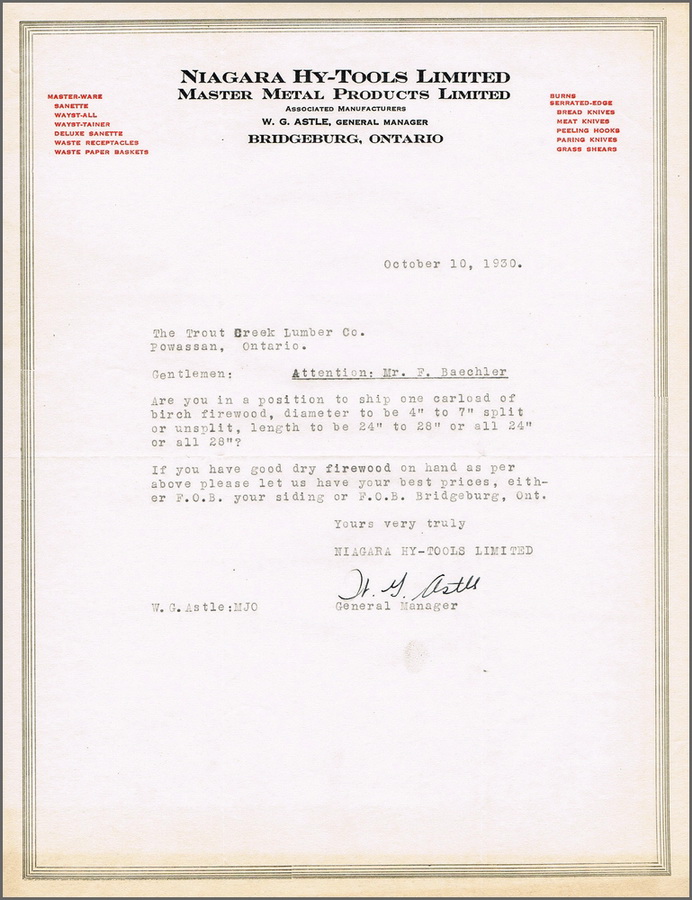 NIAGARA HY-TOOLS LIMITED
MASTER METAL PRODUCTS LIMITED
ASSOCIATED MANUFACTURERS
W. G. ASTLE, GENERAL MANAGER
BRIDGEBURG, ONTARIO
MASTER-WARE
SANETTE
WAYST-ALL
WAYST-TAINER
DELUXE SANETTE
WASTE RECEPTACLES
WASTE PAPER BASKETS
BURNS
SERRATED-EDGE
BREAD KNIVES
MEAT KNIVES
PEELING HOOKS
PARING KNIVES
GRASS SHEARS
October 10, 1930.
The Trout Creek Lumber Co.
Powassan, Ontario.
Gentlemen: Attention: Mr. F. Baechler
Are you in a position to ship one carload of
birch firewood, diameter to be 4" to 7" split
or unsplit, length to be 24" to 28" or all 24"
or all 28"?
If you have good dry firewood on hand as per
above please let us have your best prices, eith-
er F.O.B. your siding or F.O.B. Bridgeburg, Ont.
Yours very truly
NIAGARA HY-TOOLS LIMITED
W. G. Astle
W.G.Astle:MJO General Manager